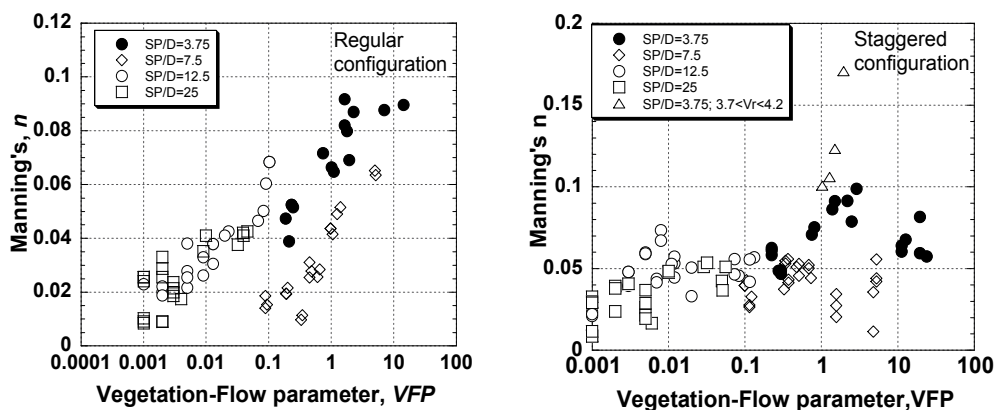 0.12
0.1
0.08
0.06
0.04
0.02
0
Manning's, n
SP/D=3.75
SP/D=7.5
SP/D=12.5
SP/D=25
Regular
configuration
0.0001 0.001 0.01 0.1 1 10 100
Vegetation-Flow parameter, VFP
0.2
0.15
0.1
0.05
0
Manning's n
SP/D=3.75
SP/D=7.5
SP/D=12.5
SP/D=25
SP/D=3.75; 3.7<Vr<4.2
Staggered
configuration
0.001 0.01 0.1 1 10 100
Vegetation-Flow parameter,VFP